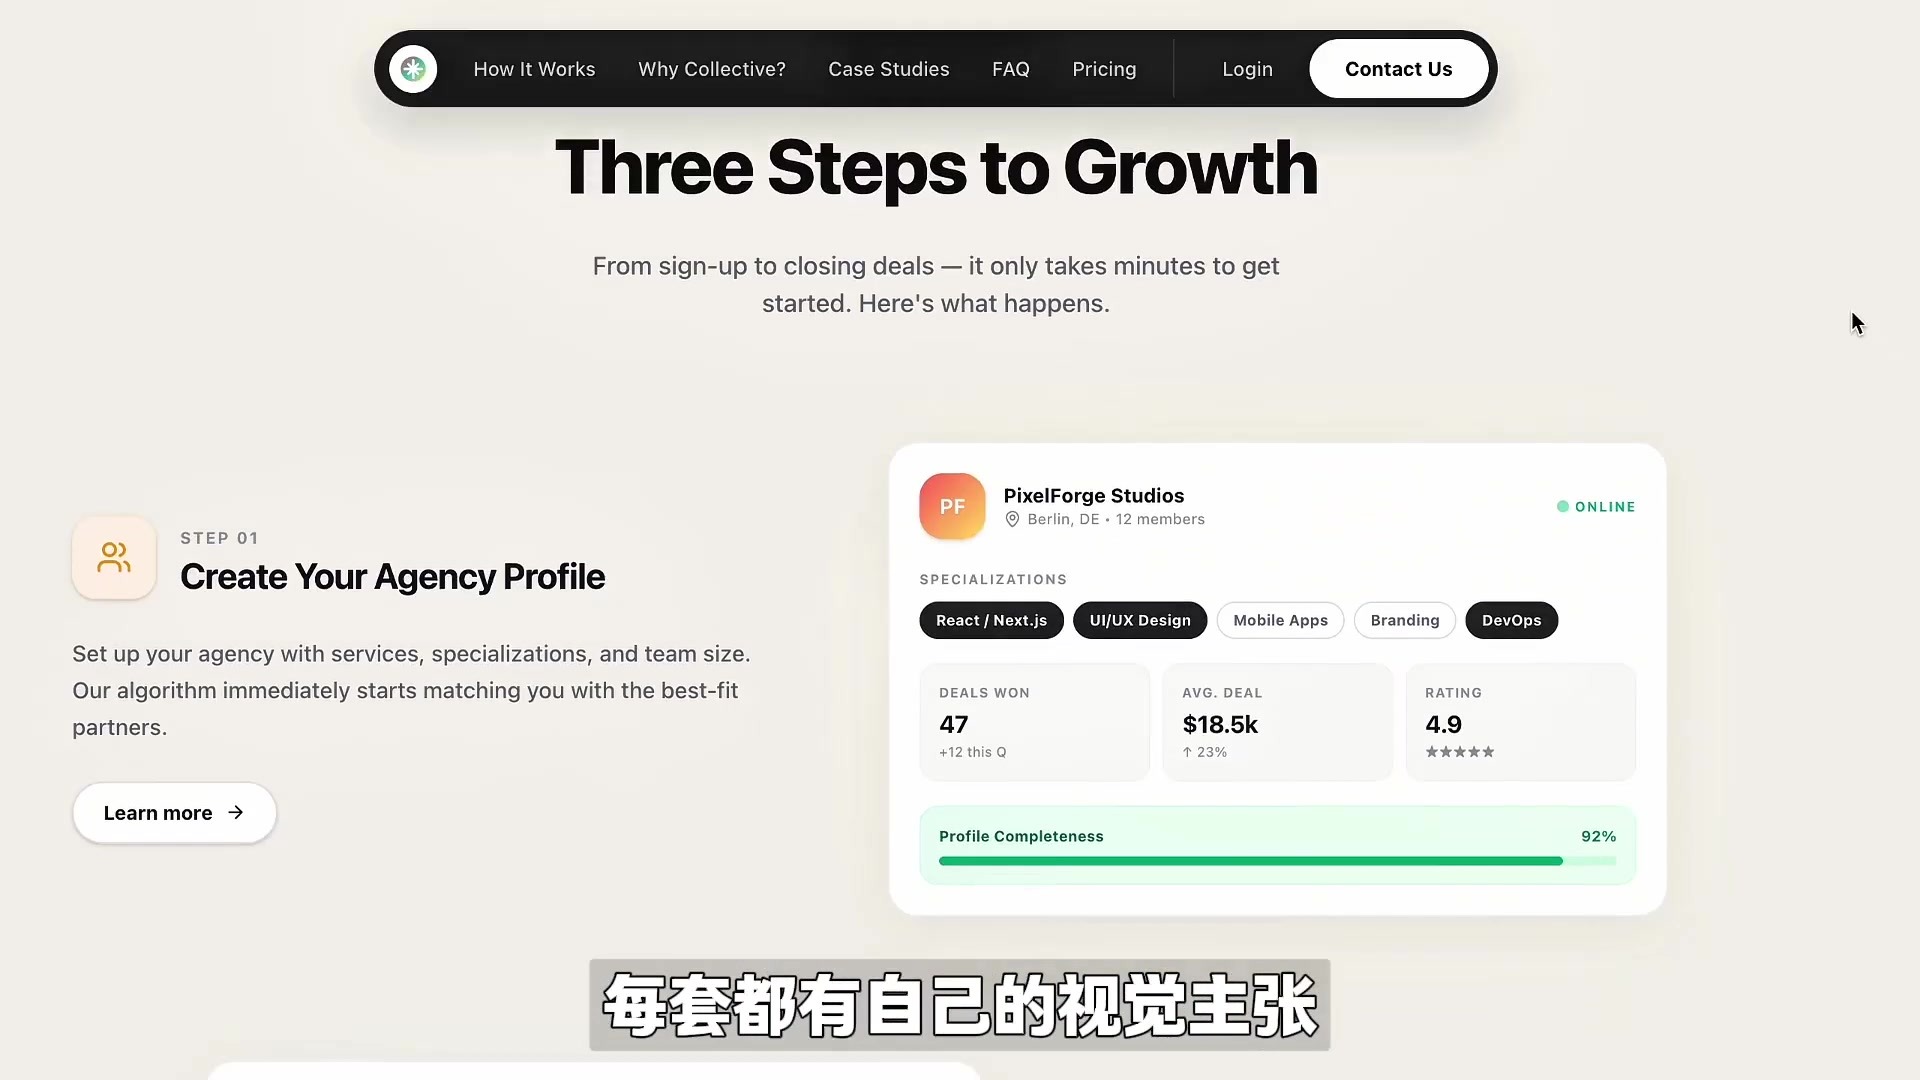 How It Works
Why Collective?
Case Studies
FAQ
Pricing
Login
Contact Us
Three Steps to Growth
From sign-up to closing deals — it only takes minutes to get
started. Here's what happens.
STEP 01
Create Your Agency Profile
Set up your agency with services, specializations, and team size.
Our algorithm immediately starts matching you with the best-fit
partners.
Learn more →
PF
PixelForge Studios
Berlin, DE • 12 members
ONLINE
SPECIALIZATIONS
React / Next.js
UI/UX Design
Mobile Apps
Branding
DevOps
DEALS WON
47
+12 this Q
AVG. DEAL
$18.5k
↑ 23%
RATING
4.9
★★★★★
Profile Completeness
92%
每套都有自己的视觉主张